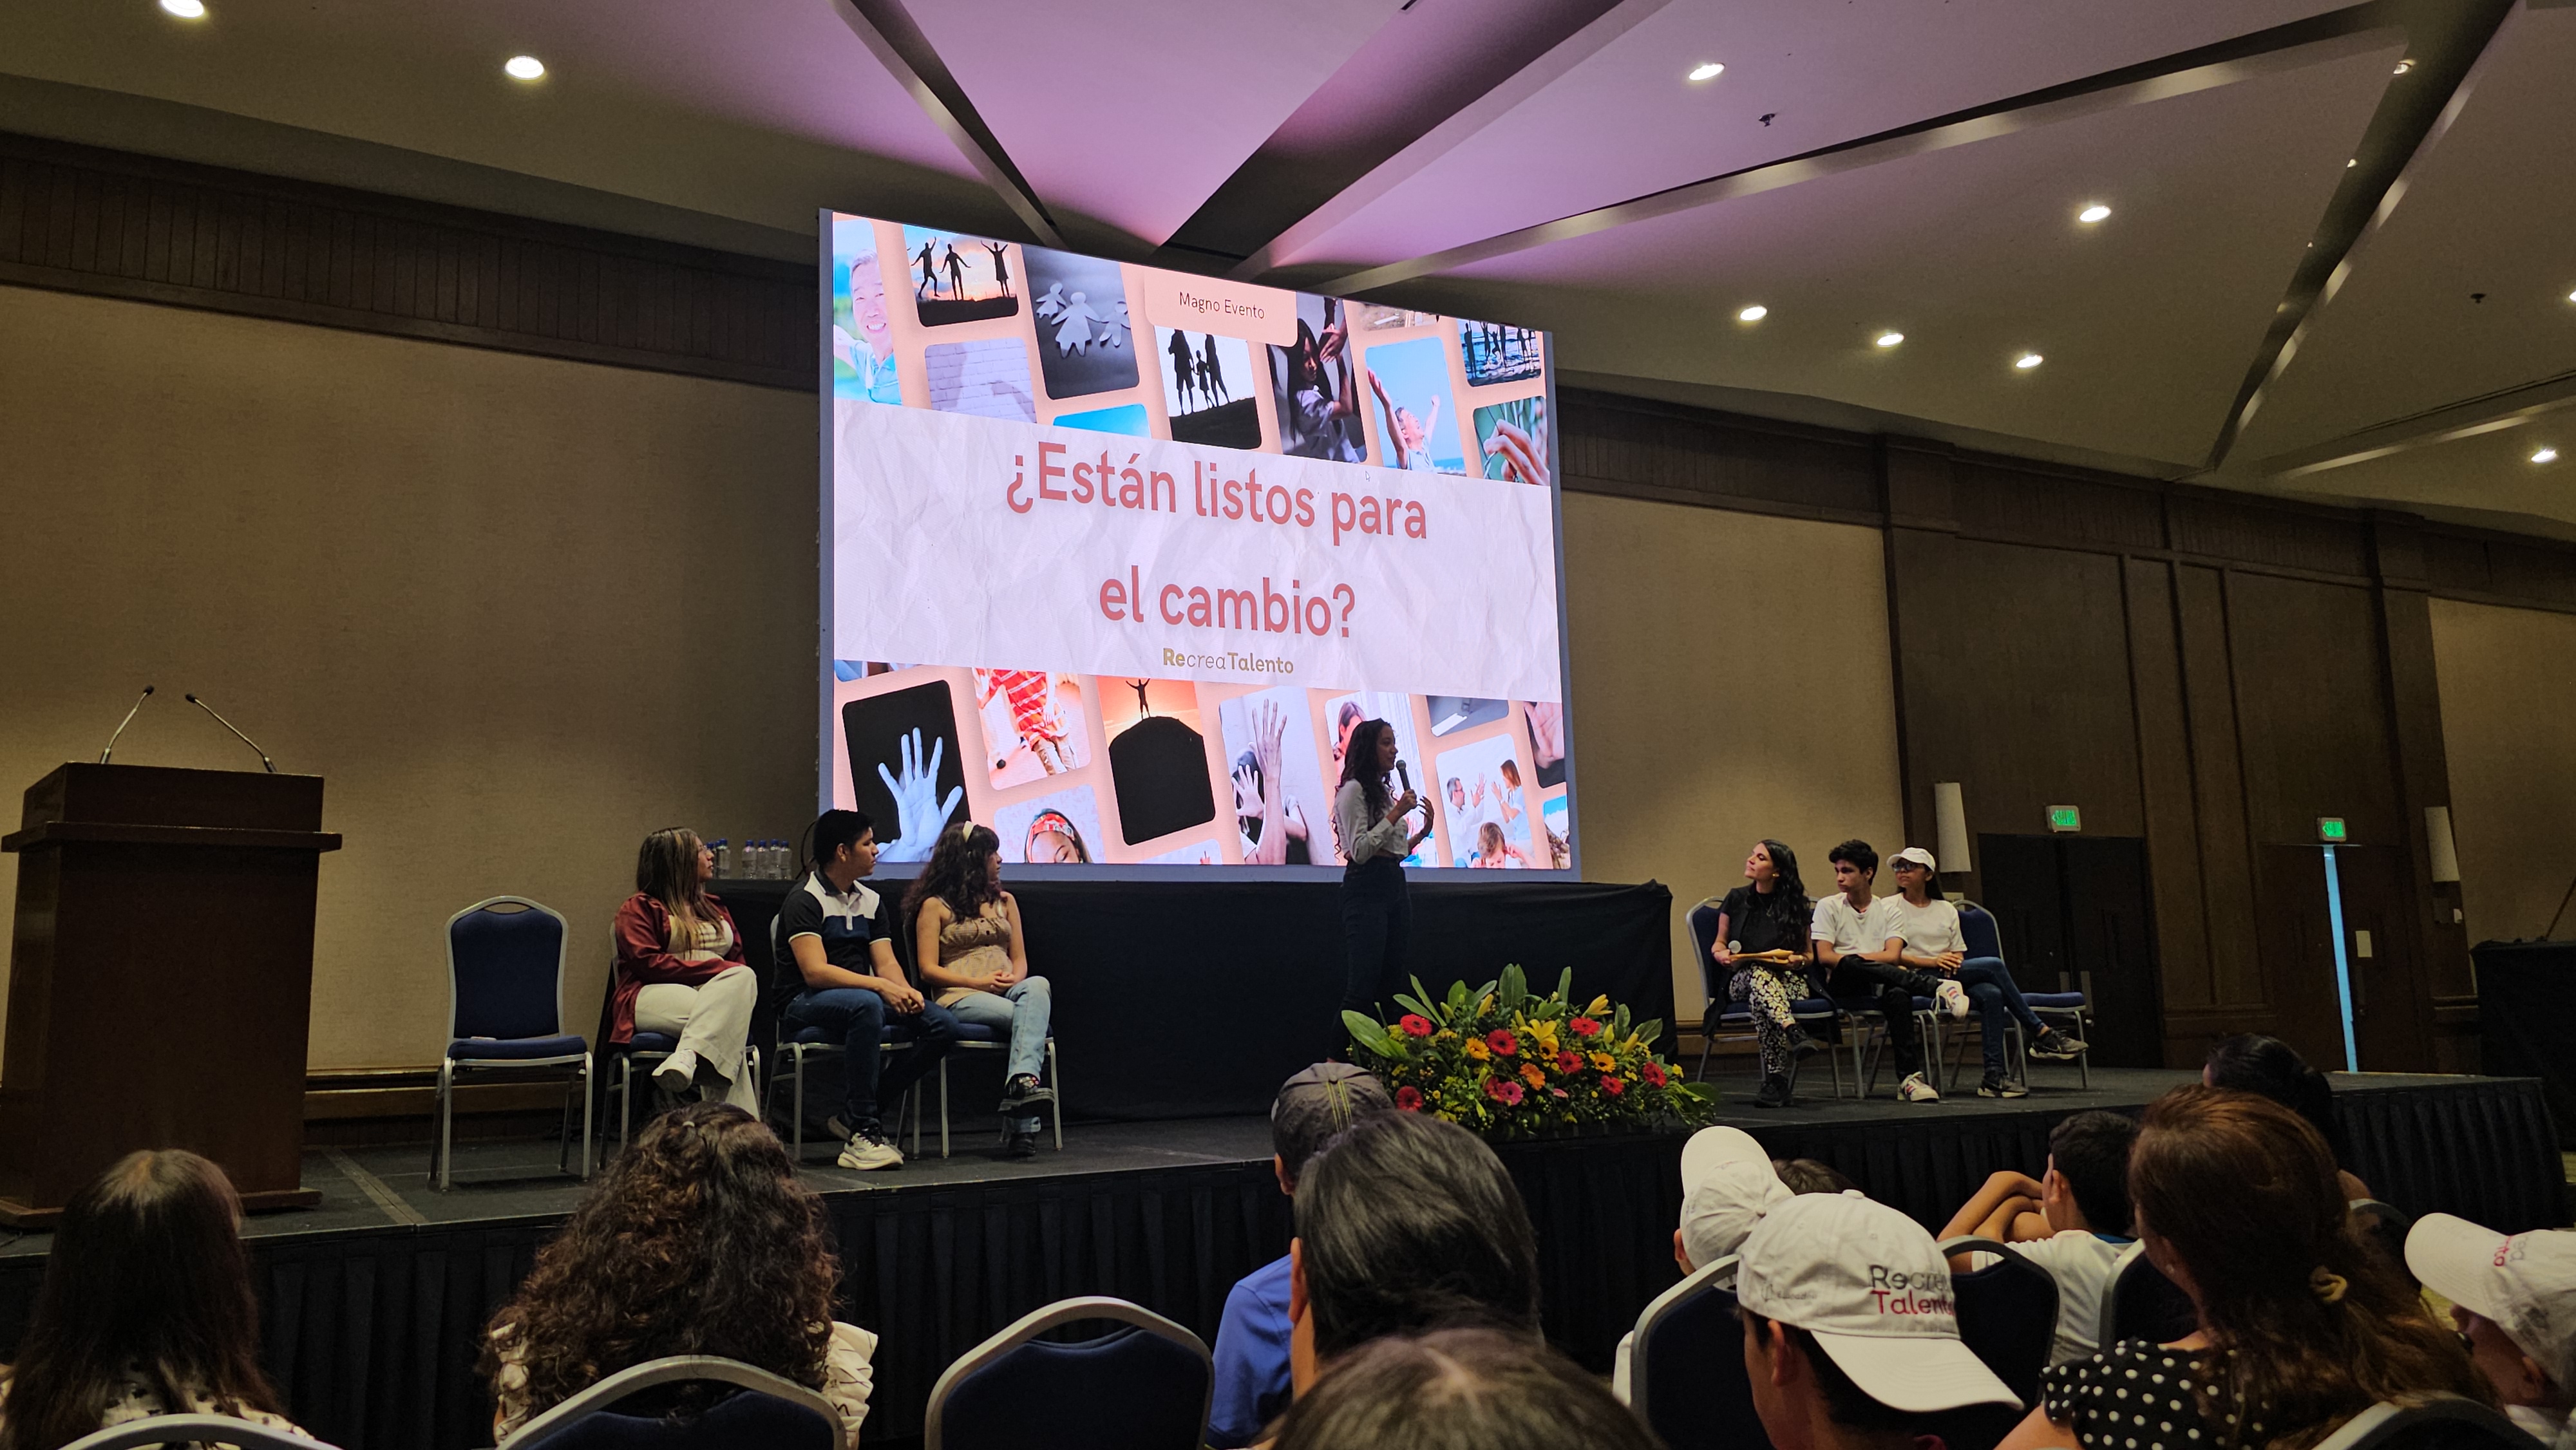 Magno Evento
¿Están listos para
el cambio?
RecreaTalento
Recrea
Talento